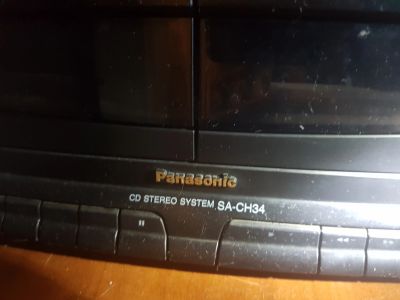 Panasonic
CD STEREO SYSTEM SA-CH34